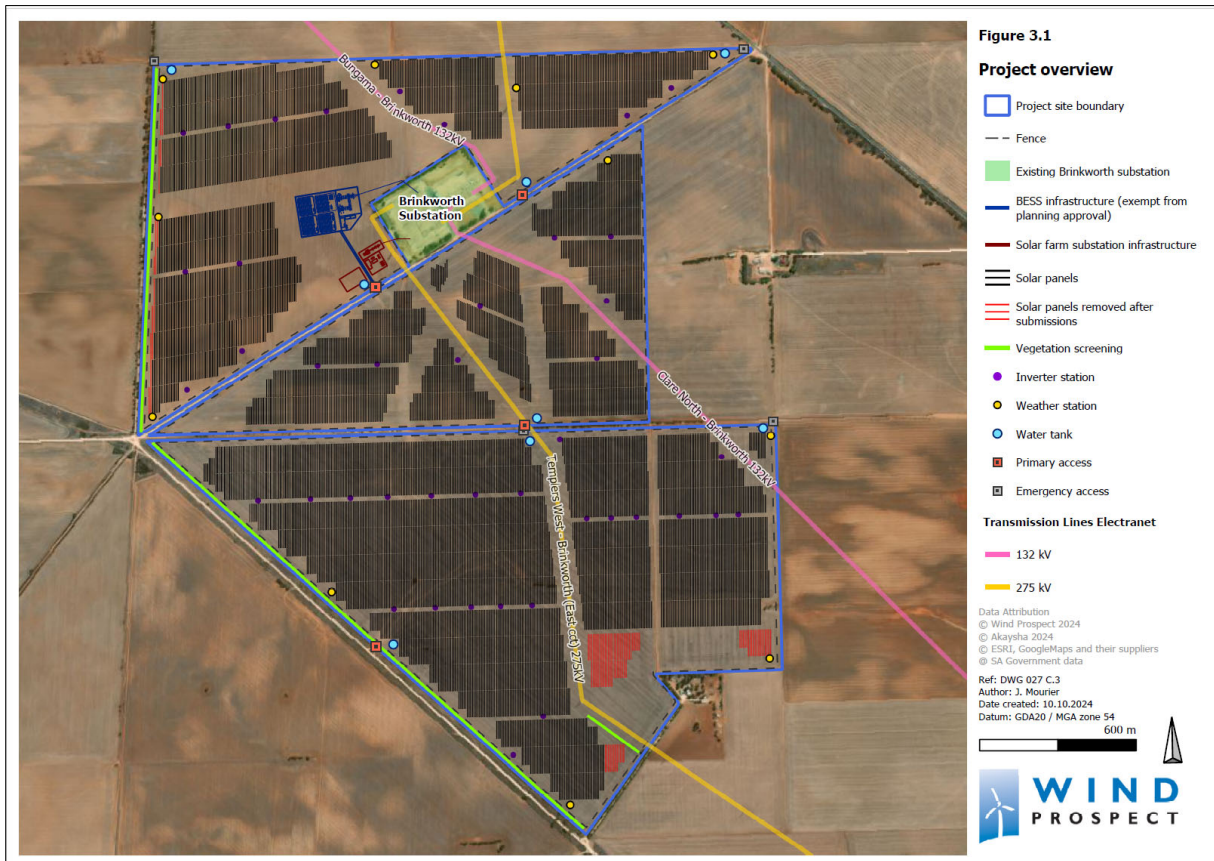 Bungama - Brinkworth 132kV
Brinkworth
Substation
Clare North - Brinkworth 132kV
Templers West - Brinkworth (East cct) 275kV
Figure 3.1
Project overview
Project site boundary
Fence
Existing Brinkworth substation
BESS infrastructure (exempt from
planning approval)
Solar farm substation infrastructure
Solar panels
Solar panels removed after
submissions
Vegetation screening
Inverter station
Weather station
Water tank
Primary access
Emergency access
Transmission Lines Electranet
132 kV
275 kV
Data Attribution
© Wind Prospect 2024
© Akaysha 2024
© ESRI, GoogleMaps and their suppliers
@ SA Government data
Ref: DWG 027 C.3
Author: J. Mourier
Date created: 10.10.2024
Datum: GDA20 / MGA zone 54
600 m
WIND
PROSPECT